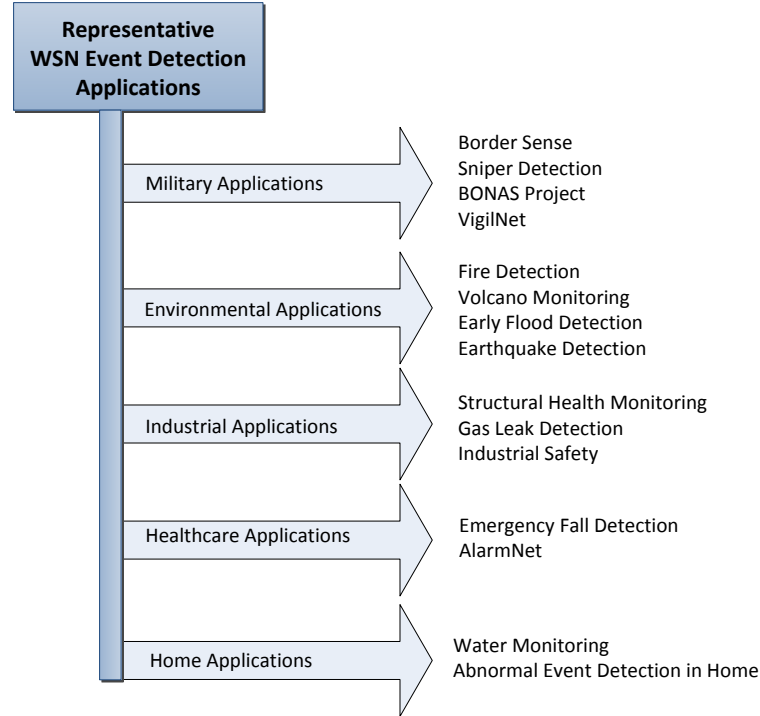 Representative
WSN Event Detection
Applications
Military Applications
Border Sense
Sniper Detection
BONAS Project
VigilNet
Environmental Applications
Fire Detection
Volcano Monitoring
Early Flood Detection
Earthquake Detection
Industrial Applications
Structural Health Monitoring
Gas Leak Detection
Industrial Safety
Healthcare Applications
Emergency Fall Detection
AlarmNet
Home Applications
Water Monitoring
Abnormal Event Detection in Home